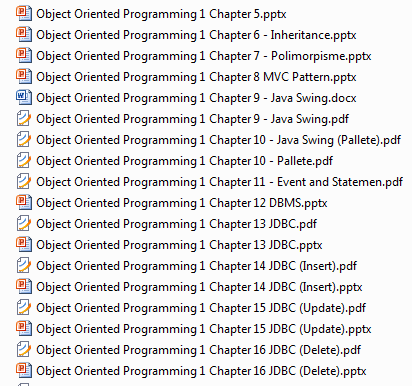 Object Oriented Programming 1 Chapter 5.pptx
Object Oriented Programming 1 Chapter 6 - Inheritance.pptx
Object Oriented Programming 1 Chapter 7 - Polimorpisme.pptx
Object Oriented Programming 1 Chapter 8 MVC Pattern.pptx
Object Oriented Programming 1 Chapter 9 - Java Swing.docx
Object Oriented Programming 1 Chapter 9 - Java Swing.pdf
Object Oriented Programming 1 Chapter 10 - Java Swing (Pallete).pdf
Object Oriented Programming 1 Chapter 10 - Pallete.pdf
Object Oriented Programming 1 Chapter 11 - Event and Statemen.pdf
Object Oriented Programming 1 Chapter 12 DBMS.pptx
Object Oriented Programming 1 Chapter 13 JDBC.pdf
Object Oriented Programming 1 Chapter 13 JDBC.pptx
Object Oriented Programming 1 Chapter 14 JDBC (Insert).pdf
Object Oriented Programming 1 Chapter 14 JDBC (Insert).pptx
Object Oriented Programming 1 Chapter 15 JDBC (Update).pdf
Object Oriented Programming 1 Chapter 15 JDBC (Update).pptx
Object Oriented Programming 1 Chapter 16 JDBC (Delete).pdf
Object Oriented Programming 1 Chapter 16 JDBC (Delete).pptx